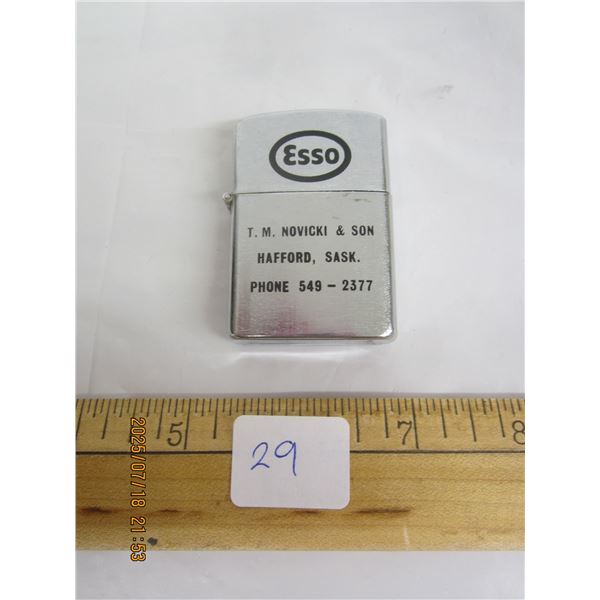 Esso
T. M. NOVICKI & SON
HAFFORD, SASK.
PHONE 549 - 2377
5 7 8
29
2025/07/18 21:53